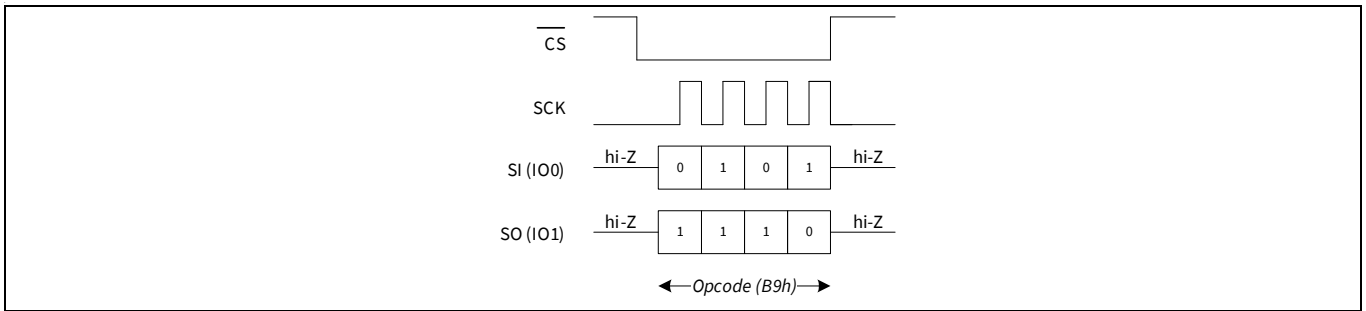 CS
SCK
hi-Z 0 1 0 1 hi-Z
SI (IO0)
hi-Z 1 1 1 0 hi-Z
SO (IO1)
Opcode (B9h)